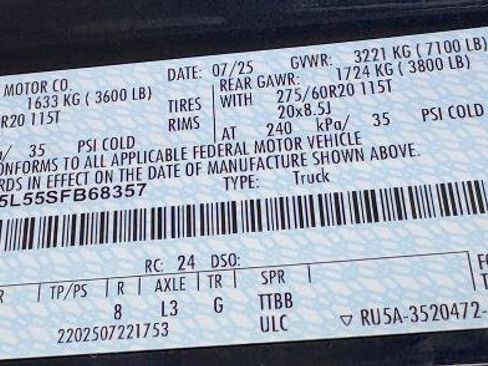 MOTOR CO. DATE: 07/25 GVWR: 3221 KG ( 7100 LB)
1633 KG ( 3600 LB) REAR GAWR: 1724 KG ( 3800 LB)
R20 115T TIRES WITH 275/60R20 115T
RIMS 20x8.5J
/ 35 PSI COLD AT 240 kPa/ 35 PSI COLD
ONFORMS TO ALL APPLICABLE FEDERAL MOTOR VEHICLE
RDS IN EFFECT ON THE DATE OF MANUFACTURE SHOWN ABOVE.
5L55SFB68357 TYPE: Truck
RC: 24 DSO:
R TP/PS R AXLE TR SPR
8 L3 G TTBB
2202507221753 ULC ▽ RU5A-3520472-